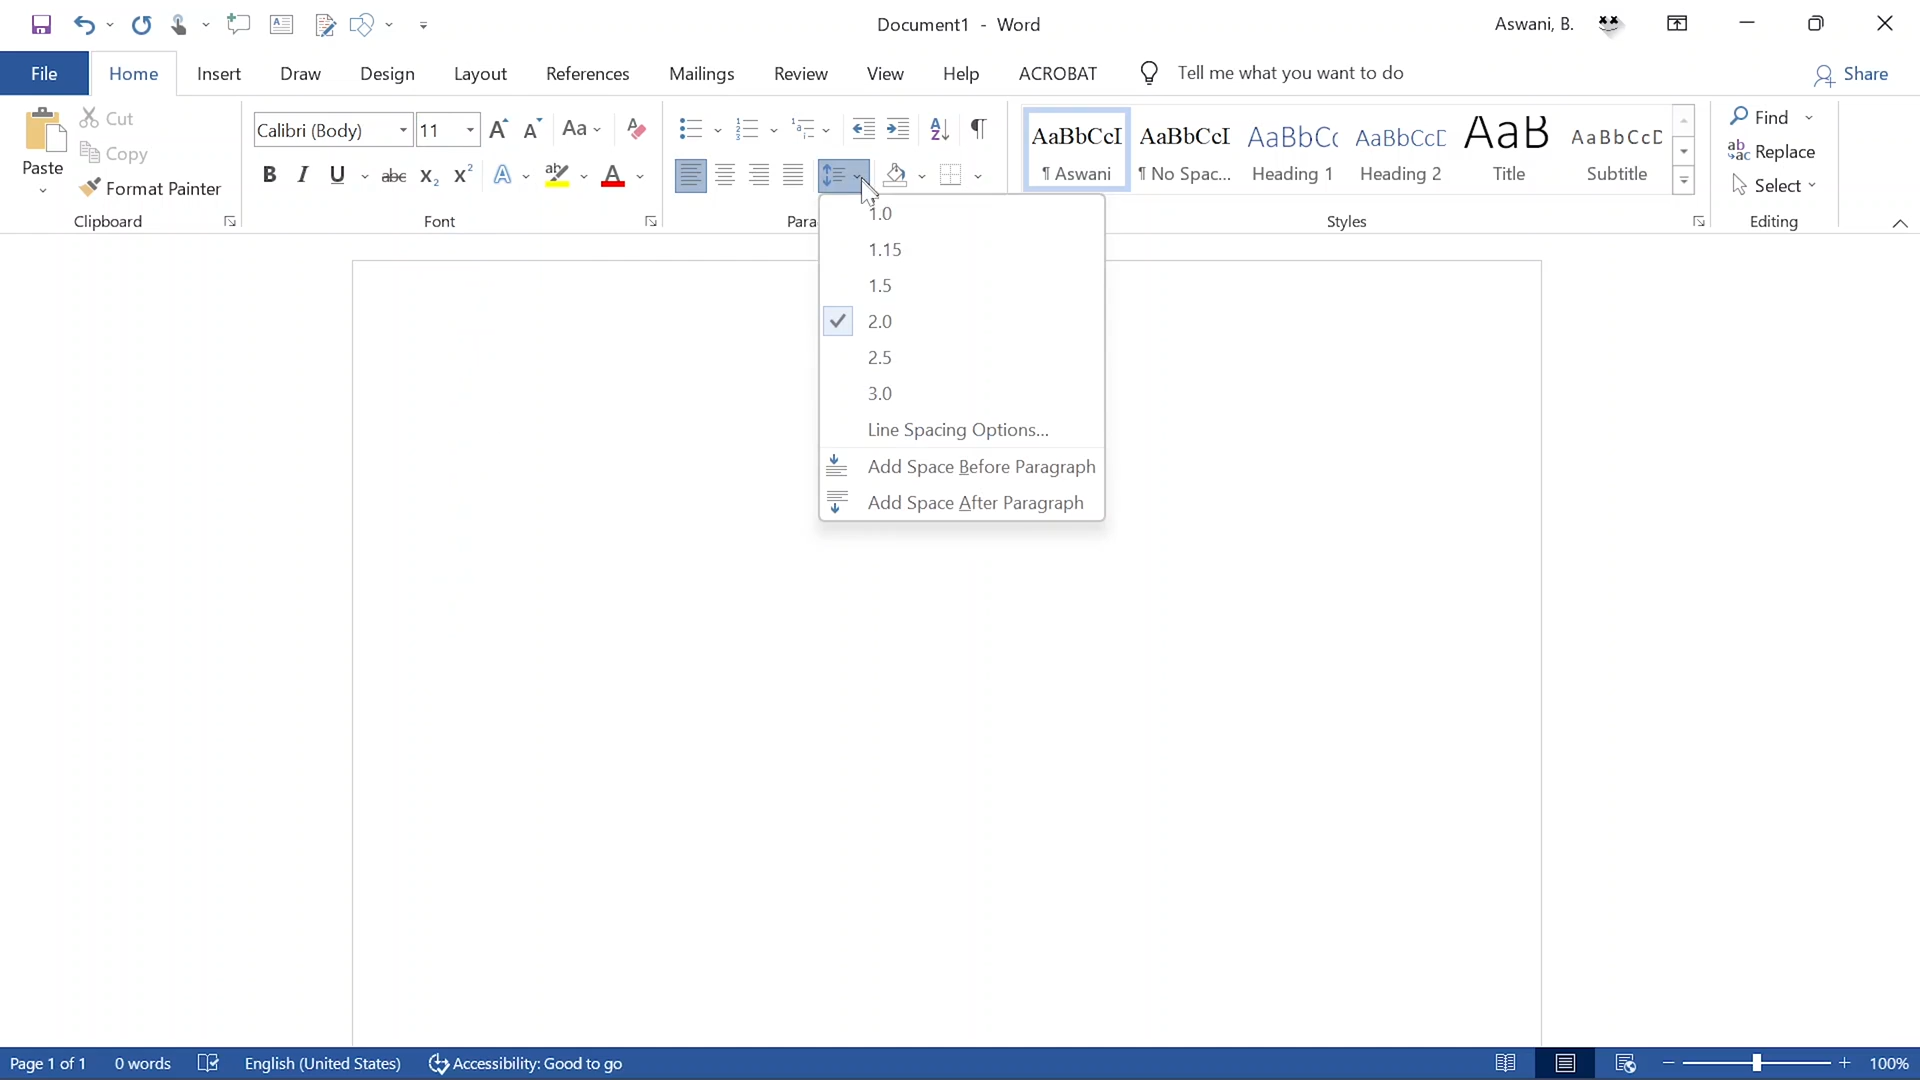 Document1 - Word
Aswani, B.
File Home Insert Draw Design Layout References Mailings Review View Help ACROBAT Tell me what you want to do Share
Paste
Cut
Copy
Format Painter
Clipboard
Calibri (Body) 11
Font
Para
1.0
1.15
1.5
2.0
2.5
3.0
Line Spacing Options...
Add Space Before Paragraph
Add Space After Paragraph
AaBbCcI AaBbCcI AaBbC AaBbCcD AaB AaBbCcD
¶ Aswani ¶ No Spac... Heading 1 Heading 2 Title Subtitle
Styles
Find
Replace
Select
Editing
Page 1 of 1 0 words English (United States) Accessibility: Good to go 100%